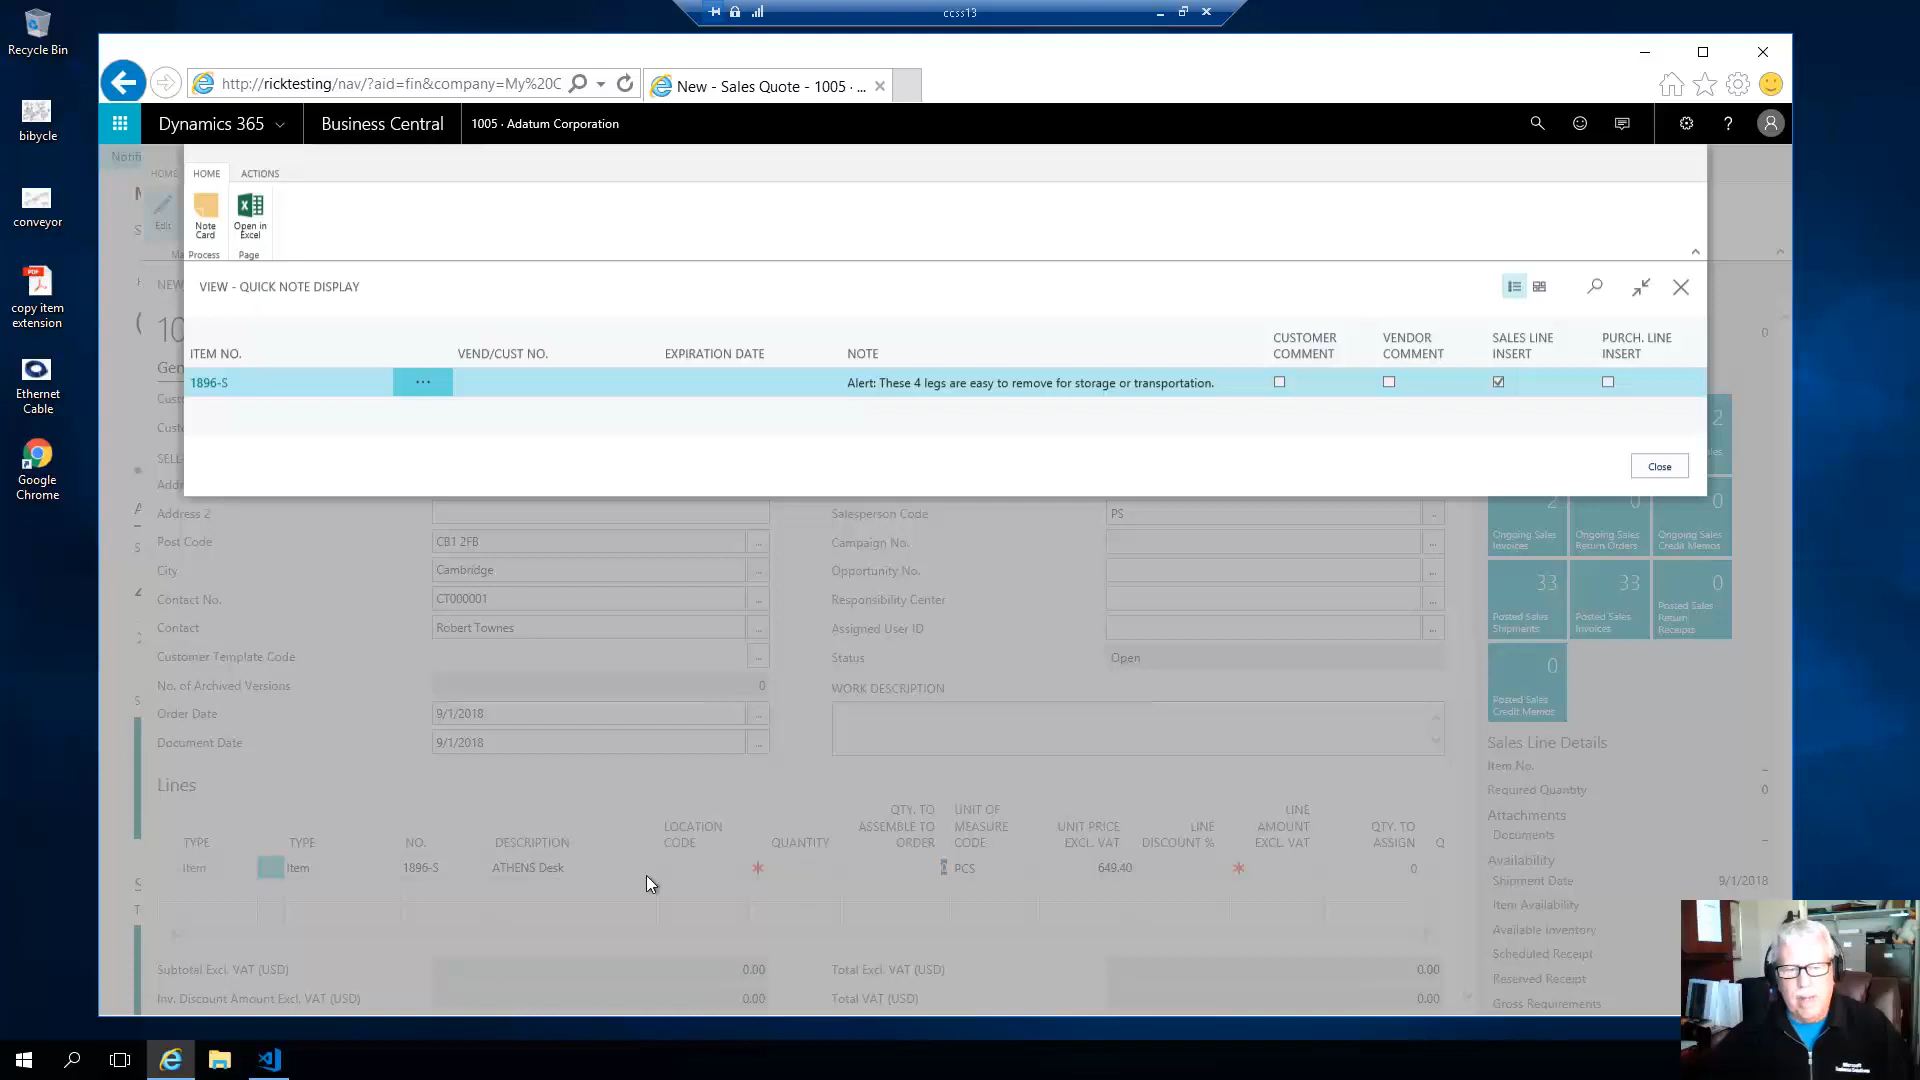 ccss13
Recycle Bin
bibycle
conveyor
copy item
extension
Ethernet
Cable
Google
Chrome
http://ricktesting/nav/?aid=fin&company=My%20C
New - Sales Quote - 1005 · ...
Dynamics 365
Business Central
1005 · Adatum Corporation
Notifi
HOME
HOME
ACTIONS
Edit
Note
Card
Open in
Excel
Process
Page
VIEW - QUICK NOTE DISPLAY
ITEM NO.
VEND/CUST NO.
EXPIRATION DATE
NOTE
CUSTOMER
COMMENT
VENDOR
COMMENT
SALES LINE
INSERT
PURCH. LINE
INSERT
1896-S
...
Alert: These 4 legs are easy to remove for storage or transportation.
Close
Address 2
Salesperson Code
PS
Post Code
CB1 2FB
Campaign No.
City
Cambridge
Opportunity No.
Contact No.
CT000001
Responsibility Center
Contact
Robert Townes
Assigned User ID
Customer Template Code
Status
Open
No. of Archived Versions
0
WORK DESCRIPTION
Order Date
9/1/2018
Document Date
9/1/2018
2
0
0
Ongoing Sales
Invoices
Ongoing Sales
Return Orders
Ongoing Sales
Credit Memos
33
33
0
Posted Sales
Shipments
Posted Sales
Invoices
Posted Sales
Return
Receipts
0
Posted Sales
Credit Memos
Lines
TYPE
TYPE
NO.
DESCRIPTION
LOCATION
CODE
QUANTITY
QTY. TO
ASSEMBLE TO
ORDER
UNIT OF
MEASURE
CODE
UNIT PRICE
EXCL. VAT
LINE
DISCOUNT %
LINE
AMOUNT
EXCL. VAT
QTY. TO
ASSIGN
Q
Item
Item
1896-S
ATHENS Desk
PCS
649.40
0
Subtotal Excl. VAT (USD)
0.00
Total Excl. VAT (USD)
0.00
Inv. Discount Amount Excl. VAT (USD)
0.00
Total VAT (USD)
0.00
Sales Line Details
Item No.
Required Quantity
0
Attachments
Documents
Availability
Shipment Date
9/1/2018
Item Availability
Available Inventory
Scheduled Receipt
Reserved Receipt
Gross Requirements